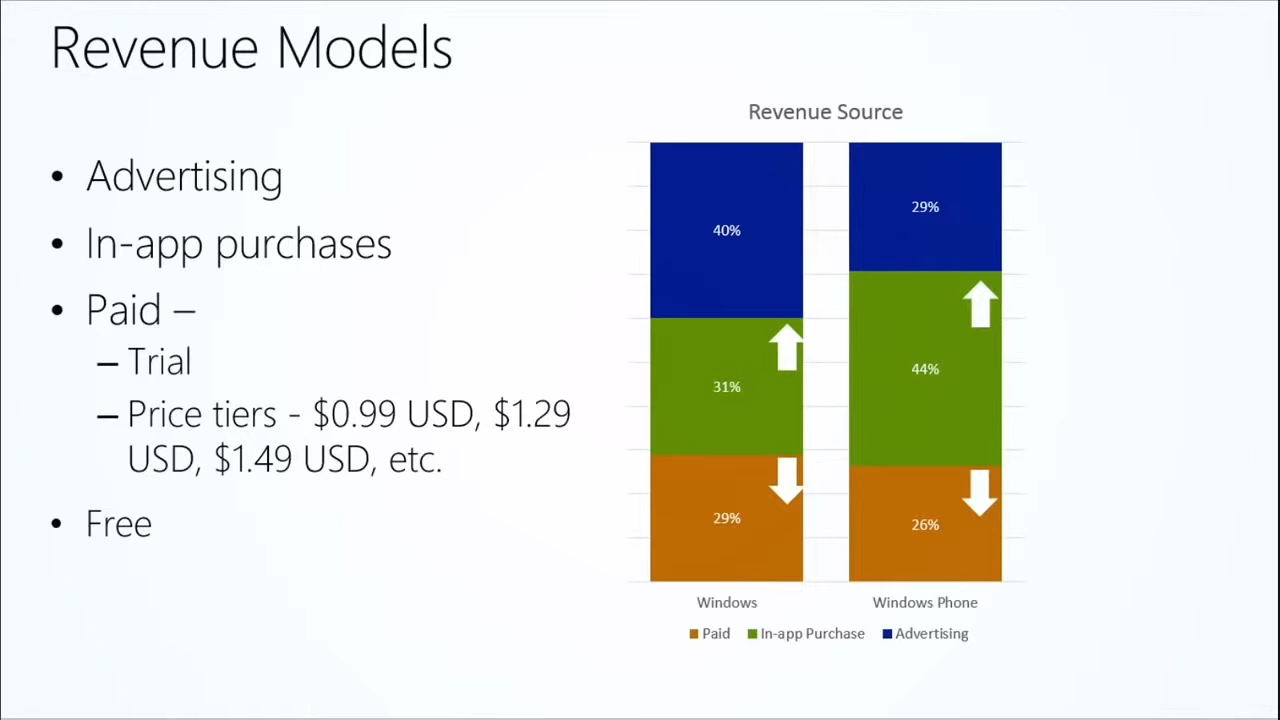 Revenue Models
• Advertising
• In-app purchases
• Paid –
– Trial
– Price tiers - $0.99 USD, $1.29
USD, $1.49 USD, etc.
• Free
Revenue Source
40%
29%
31%
44%
29%
26%
Windows
Windows Phone
Paid
In-app Purchase
Advertising